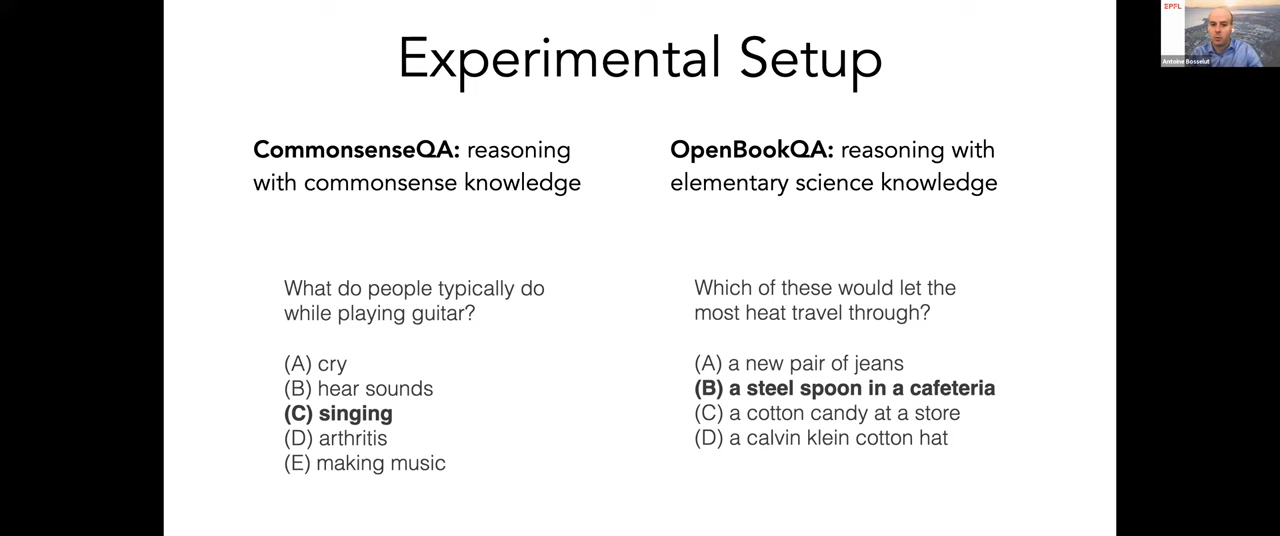 Experimental Setup
CommonsenseQA: reasoning
with commonsense knowledge
What do people typically do
while playing guitar?
(A) cry
(B) hear sounds
(C) singing
(D) arthritis
(E) making music
OpenBookQA: reasoning with
elementary science knowledge
Which of these would let the
most heat travel through?
(A) a new pair of jeans
(B) a steel spoon in a cafeteria
(C) a cotton candy at a store
(D) a calvin klein cotton hat
EPFL
Antoine Bosselut